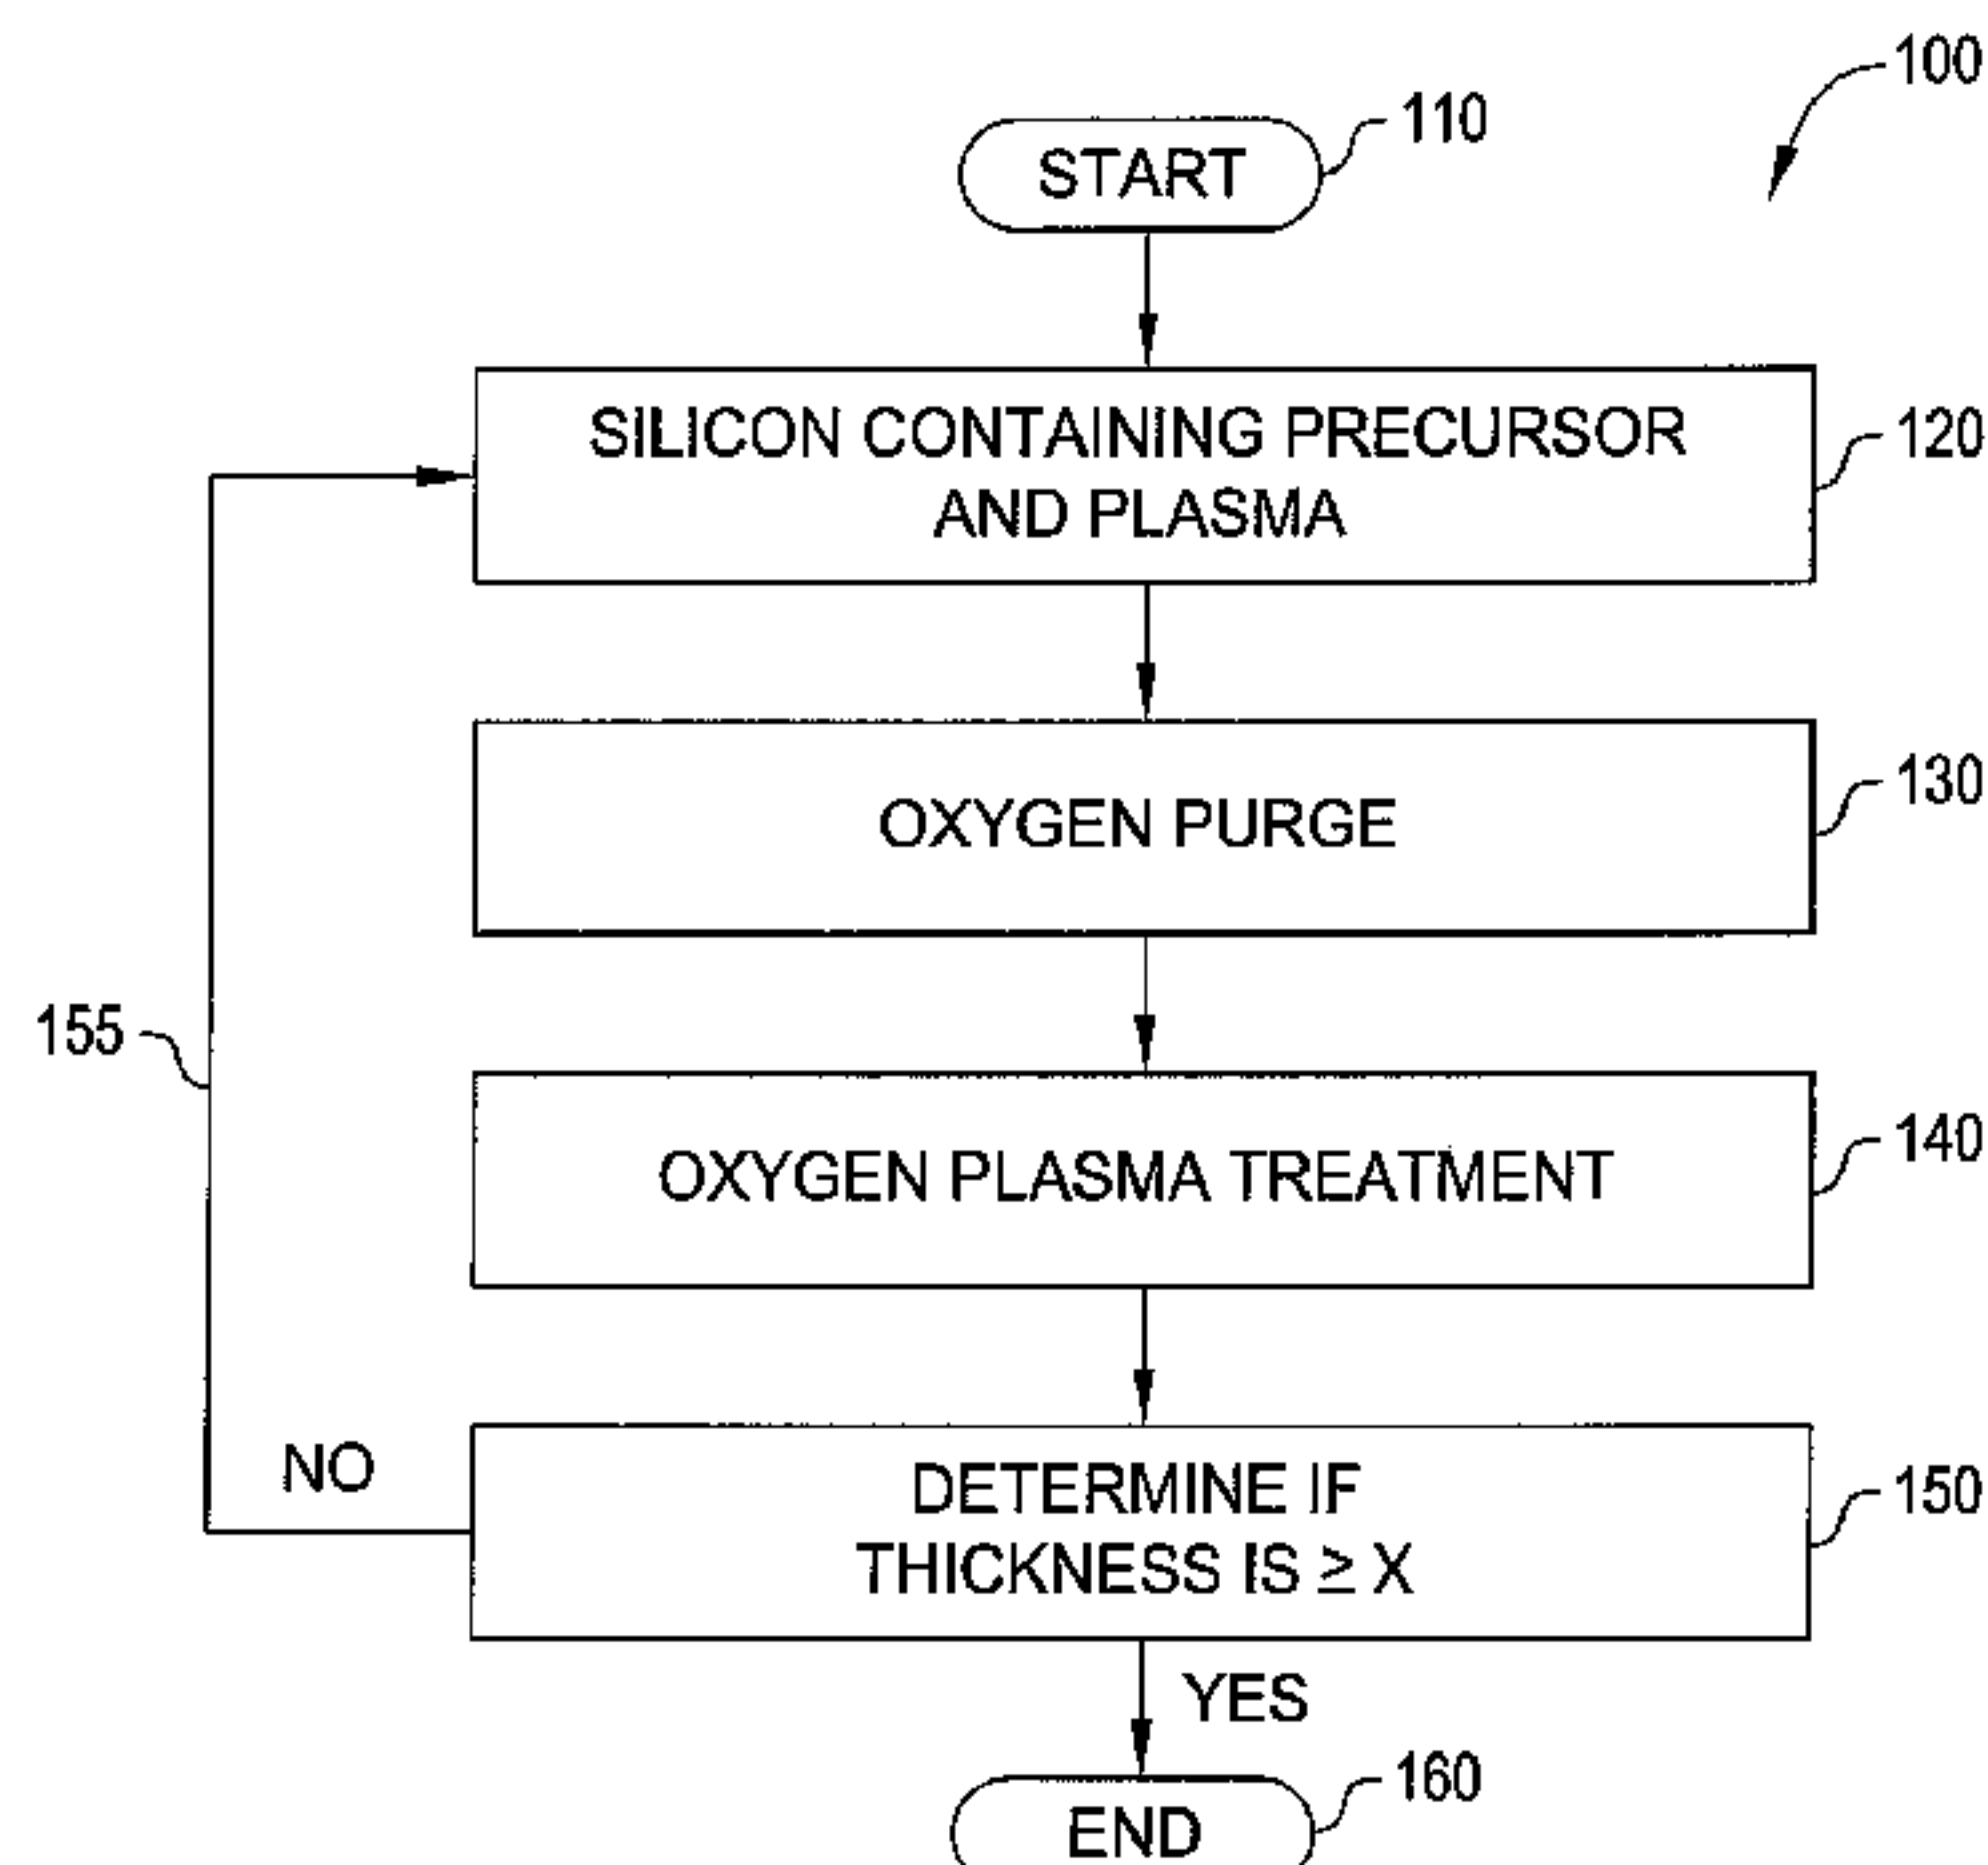 100
START
110
SILICON CONTAINING PRECURSOR
AND PLASMA
120
OXYGEN PURGE
130
155
OXYGEN PLASMA TREATMENT
140
NO
DETERMINE IF
THICKNESS IS ≥ X
150
YES
END
160